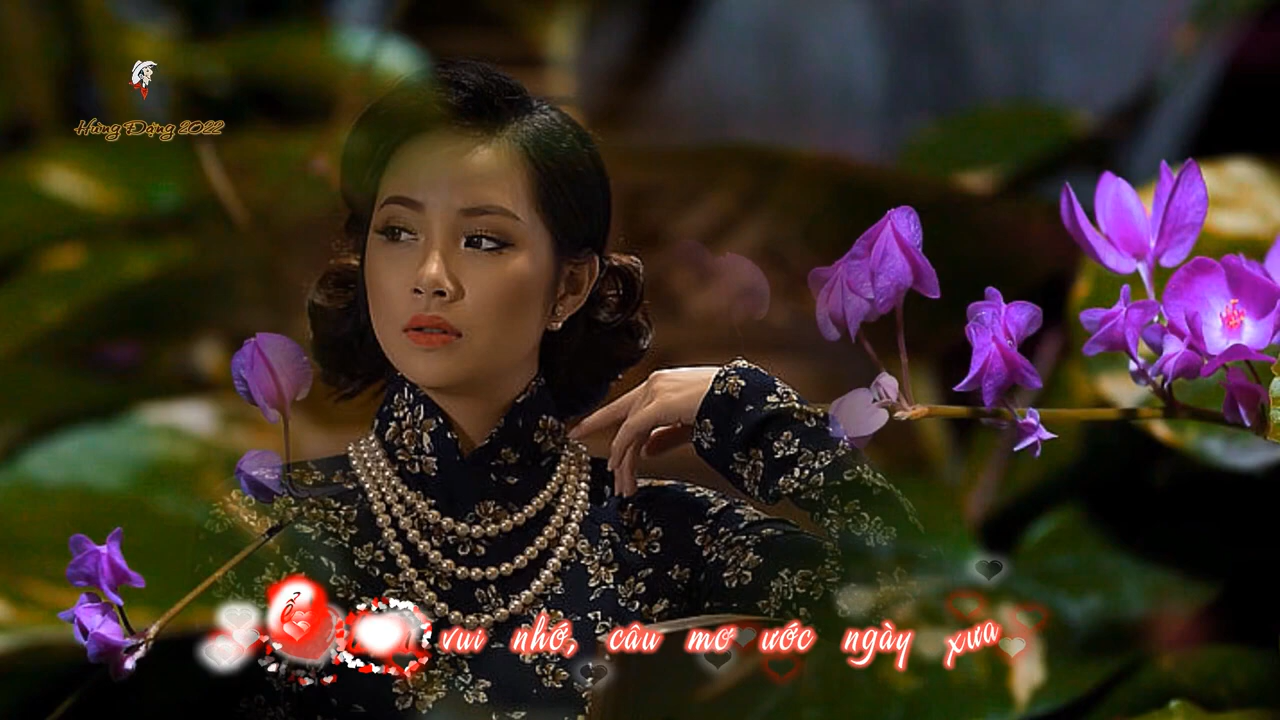 Hùng Đặng 2022
vui nhớ, câu mơ ước ngày xưa